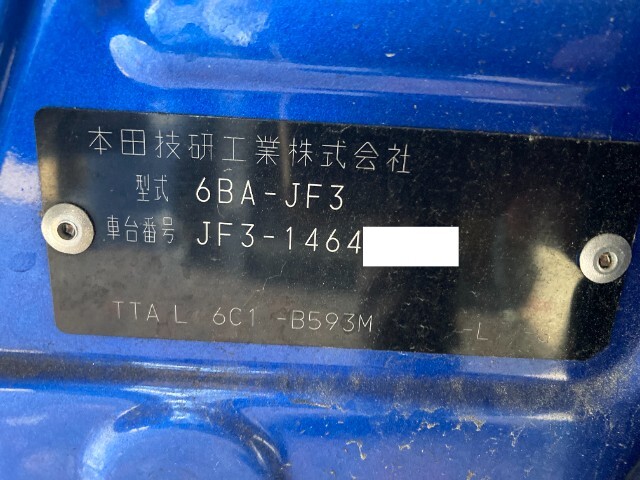 本田技研工業株式会社
型式 6BA-JF3
車台番号 JF3-1464
TTA L 6C1 -B593M -L